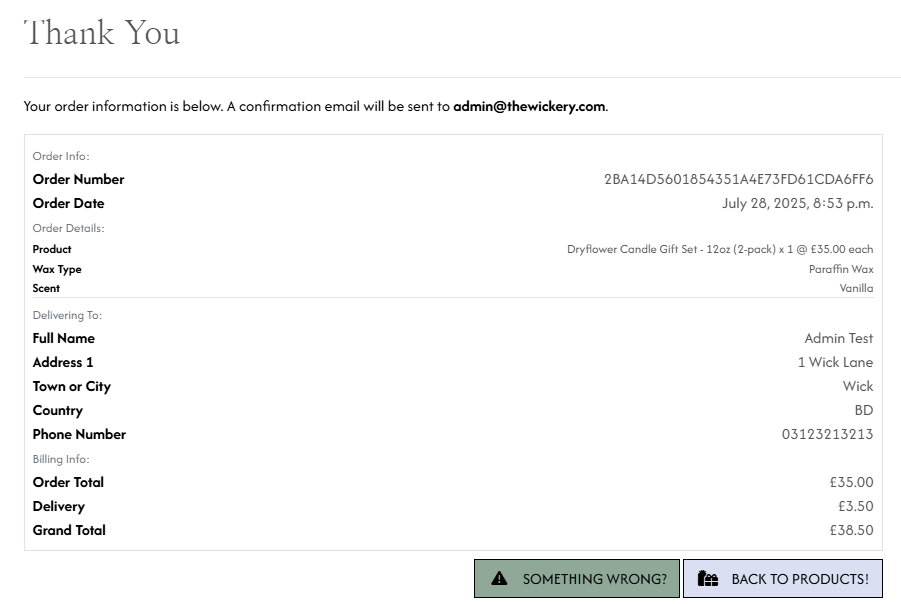 Thank You
Your order information is below. A confirmation email will be sent to admin@thewickery.com.
Order Info:
Order Number 2BA14D5601854351A4E73FD61CDA6FF6
Order Date July 28, 2025, 8:53 p.m.
Order Details:
Product Dryflower Candle Gift Set - 12oz (2-pack) x 1 @ £35.00 each
Wax Type Paraffin Wax
Scent Vanilla
Delivering To:
Full Name Admin Test
Address 1 1 Wick Lane
Town or City Wick
Country BD
Phone Number 03123213213
Billing Info:
Order Total £35.00
Delivery £3.50
Grand Total £38.50
SOMETHING WRONG? BACK TO PRODUCTS!